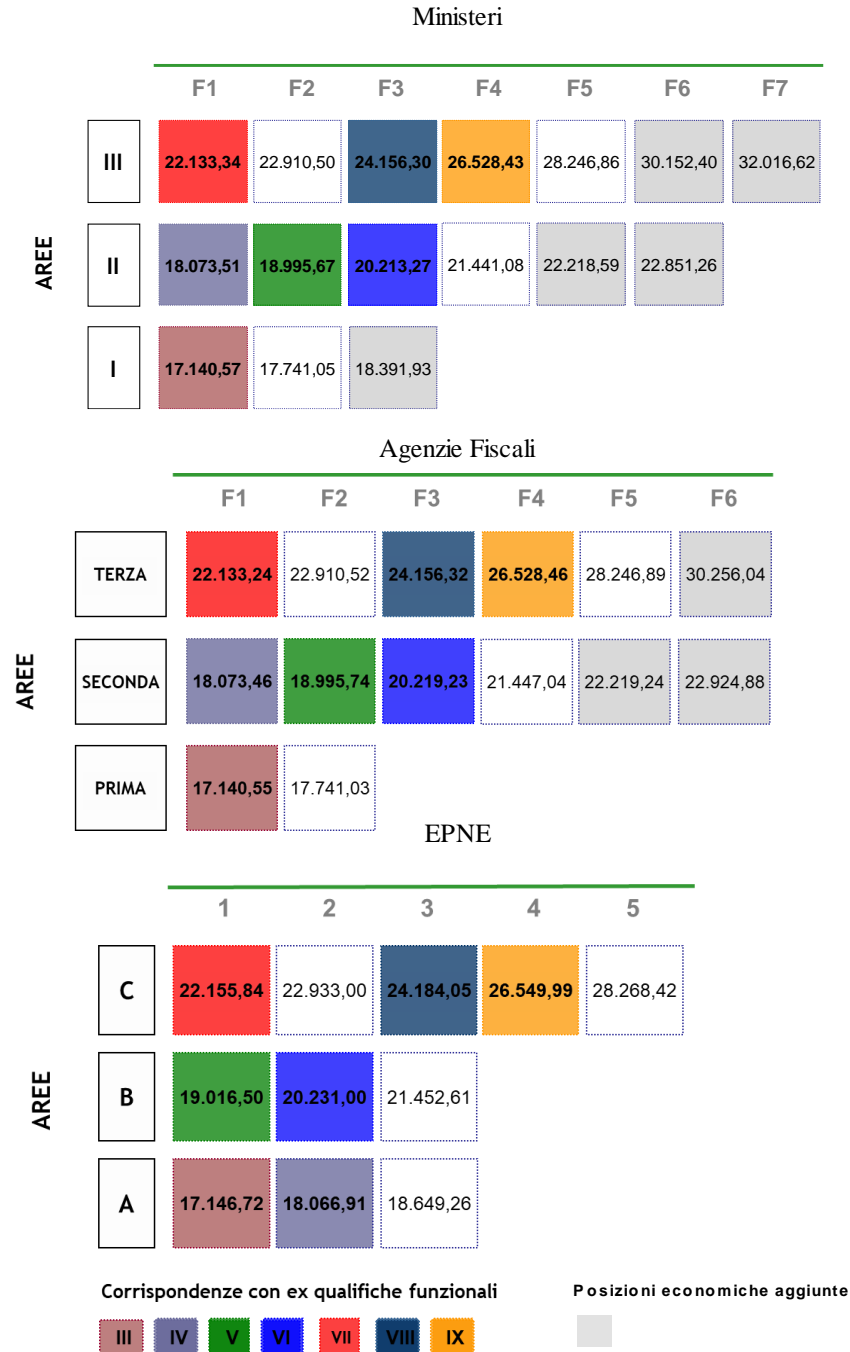 Ministeri
F1 F2 F3 F4 F5 F6 F7
III 22.133,34 22.910,50 24.156,30 26.528,43 28.246,86 30.152,40 32.016,62
AREE
II 18.073,51 18.995,67 20.213,27 21.441,08 22.218,59 22.851,26
I 17.140,57 17.741,05 18.391,93
Agenzie Fiscali
F1 F2 F3 F4 F5 F6
TERZA 22.133,24 22.910,52 24.156,32 26.528,46 28.246,89 30.256,04
AREE
SECONDA 18.073,46 18.995,74 20.219,23 21.447,04 22.219,24 22.924,88
PRIMA 17.140,55 17.741,03
EPNE
1 2 3 4 5
C 22.155,84 22.933,00 24.184,05 26.549,99 28.268,42
AREE
B 19.016,50 20.231,00 21.452,61
A 17.146,72 18.066,91 18.649,26
Corrispondenze con ex qualifiche funzionali
Posizioni economiche aggiunte
III IV V VI VII VIII IX